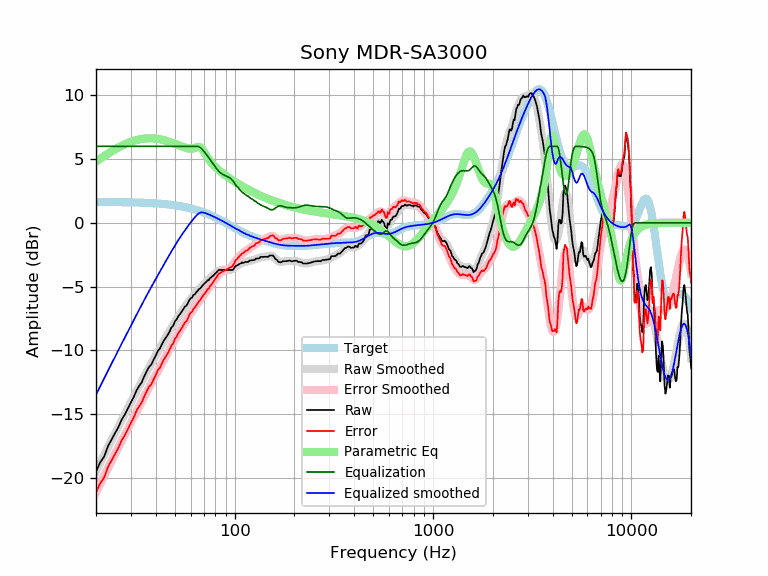 Sony MDR-SA3000
Amplitude (dBr)
10
5
0
−5
−10
−15
−20
Target
Raw Smoothed
Error Smoothed
Raw
Error
Parametric Eq
Equalization
Equalized smoothed
100
1000
10000
Frequency (Hz)